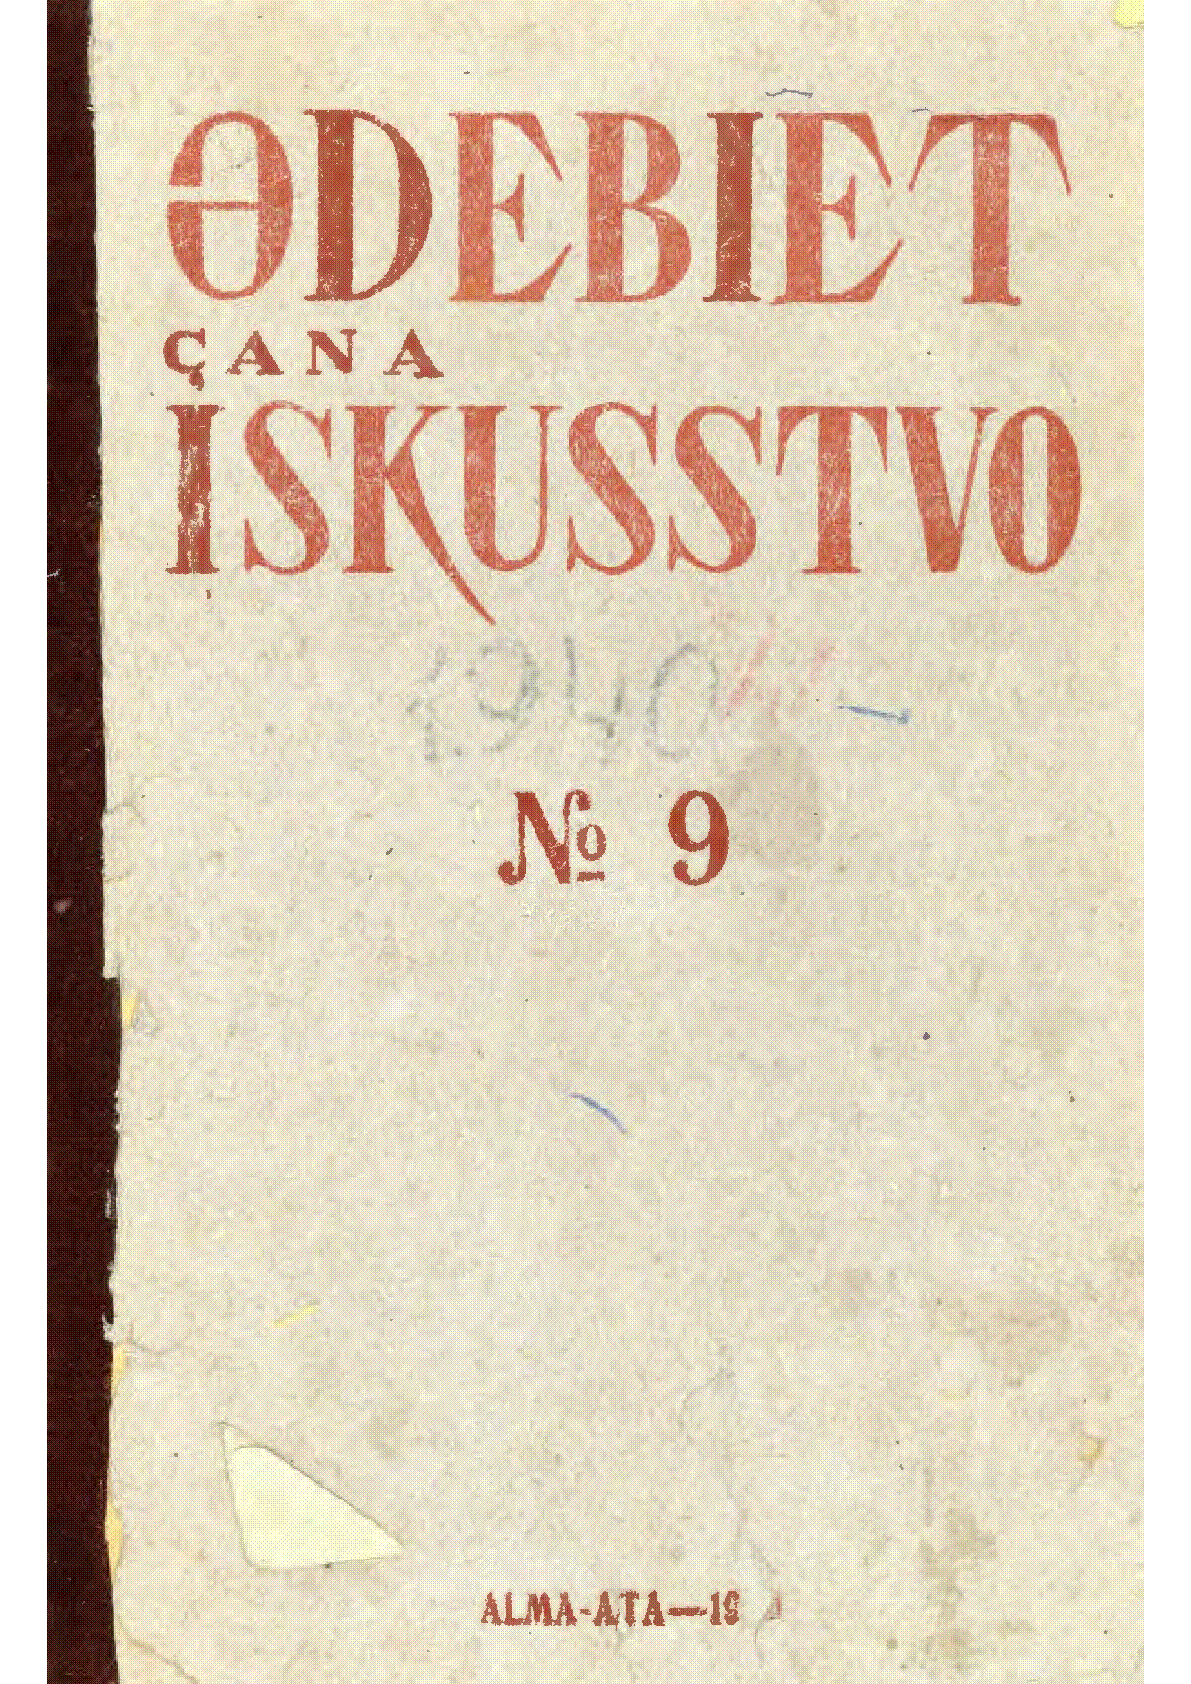 ƏDEBIET
ÇANA
ISKUSSTVO
1940
№ 9
ALMA-ATA—19